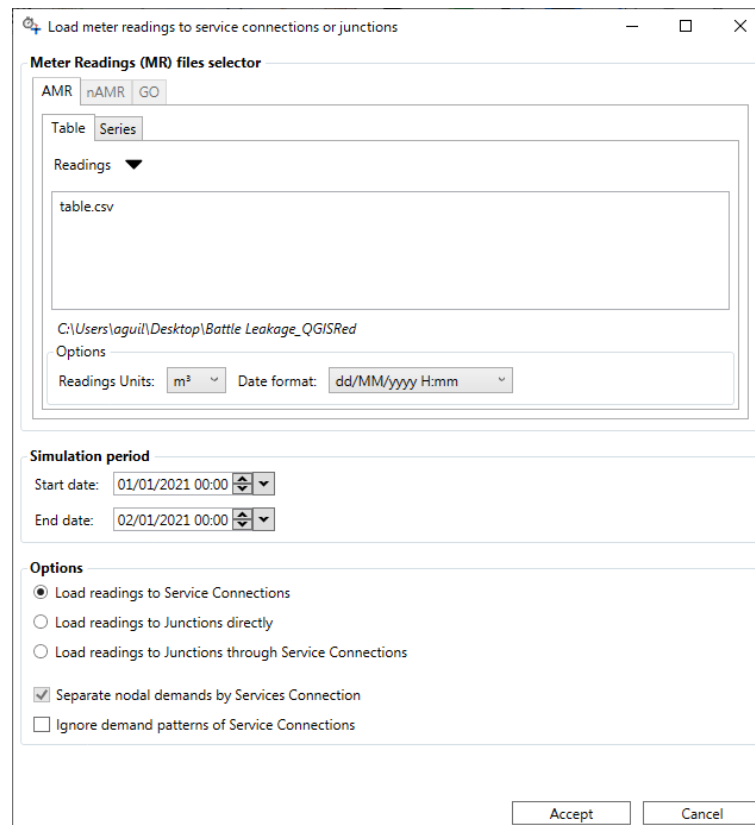 Load meter readings to service connections or junctions
Meter Readings (MR) files selector
AMR nAMR GO
Table Series
Readings
table.csv
C:\Users\aguil\Desktop\Battle Leakage_QGISRed
Options
Readings Units: m³ Date format: dd/MM/yyyy H:mm
Simulation period
Start date: 01/01/2021 00:00
End date: 02/01/2021 00:00
Options
Load readings to Service Connections
Load readings to Junctions directly
Load readings to Junctions through Service Connections
Separate nodal demands by Services Connection
Ignore demand patterns of Service Connections
Accept Cancel